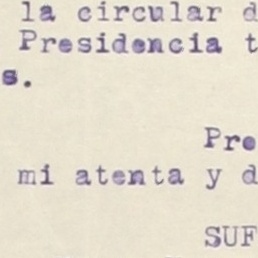 la circular d
Presidencia t
s.
Pre
mi atenta y d
SUF